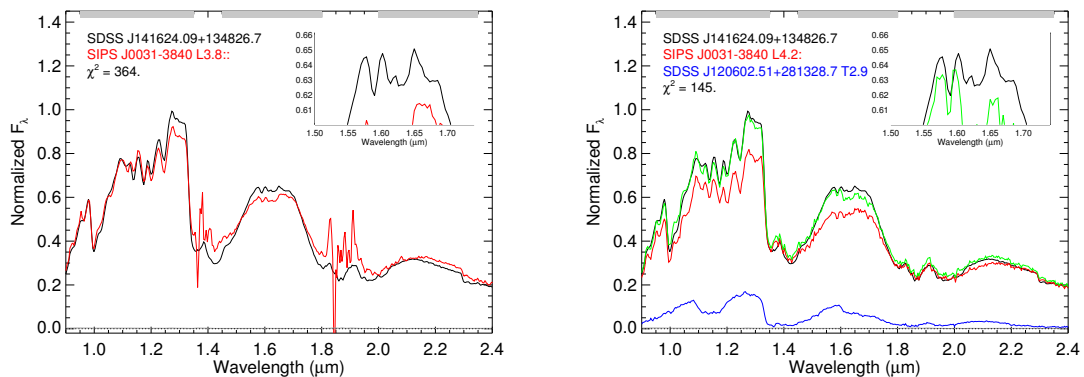 SDSS J141624.09+134826.7
SIPS J0031-3840 L3.8::
χ² = 364.
1.4
1.2
1.0
0.8
0.6
0.4
0.2
0.0
Normalized Fλ
1.0 1.2 1.4 1.6 1.8 2.0 2.2 2.4
Wavelength (μm)
0.66
0.65
0.63
0.62
0.61
1.50 1.55 1.60 1.65 1.70
Wavelength (μm)
SDSS J141624.09+134826.7
SIPS J0031-3840 L4.2:
SDSS J120602.51+281328.7 T2.9
χ² = 145.
1.4
1.2
1.0
0.8
0.6
0.4
0.2
0.0
Normalized Fλ
1.0 1.2 1.4 1.6 1.8 2.0 2.2 2.4
Wavelength (μm)
0.66
0.65
0.63
0.62
0.61
1.50 1.55 1.60 1.65 1.70
Wavelength (μm)